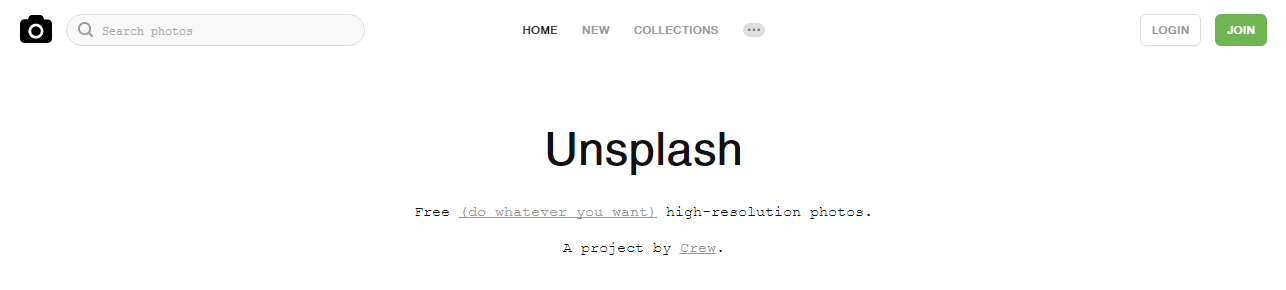 Search photos
HOME NEW COLLECTIONS
LOGIN JOIN
Unsplash
Free (do whatever you want) high-resolution photos.
A project by Crew.